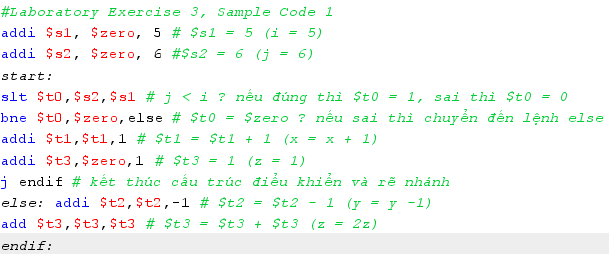 #Laboratory Exercise 3, Sample Code 1
addi $s1, $zero, 5 # $s1 = 5 (i = 5)
addi $s2, $zero, 6 #$s2 = 6 (j = 6)
start:
slt $t0,$s2,$s1 # j < i ? nếu đúng thì $t0 = 1, sai thì $t0 = 0
bne $t0,$zero,else # $t0 = $zero ? nếu sai thì chuyển đến lệnh else
addi $t1,$t1,1 # $t1 = $t1 + 1 (x = x + 1)
addi $t3,$zero,1 # $t3 = 1 (z = 1)
j endif # kết thúc cấu trúc điều khiển và rẽ nhánh
else: addi $t2,$t2,-1 # $t2 = $t2 - 1 (y = y -1)
add $t3,$t3,$t3 # $t3 = $t3 + $t3 (z = 2z)
endif: